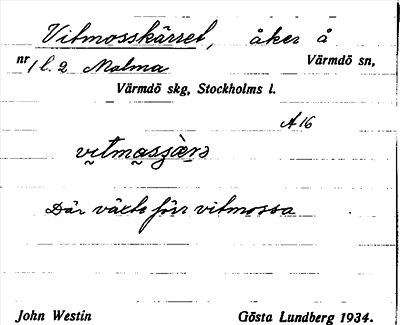 Vitmosskärret, åker å
nr 1 l. 2 Malma Värmdö sn,
Värmdö skg, Stockholms l.
A 16
vitmasʒàrə
Där växte förr vitmossa
John Westin Gösta Lundberg 1934.